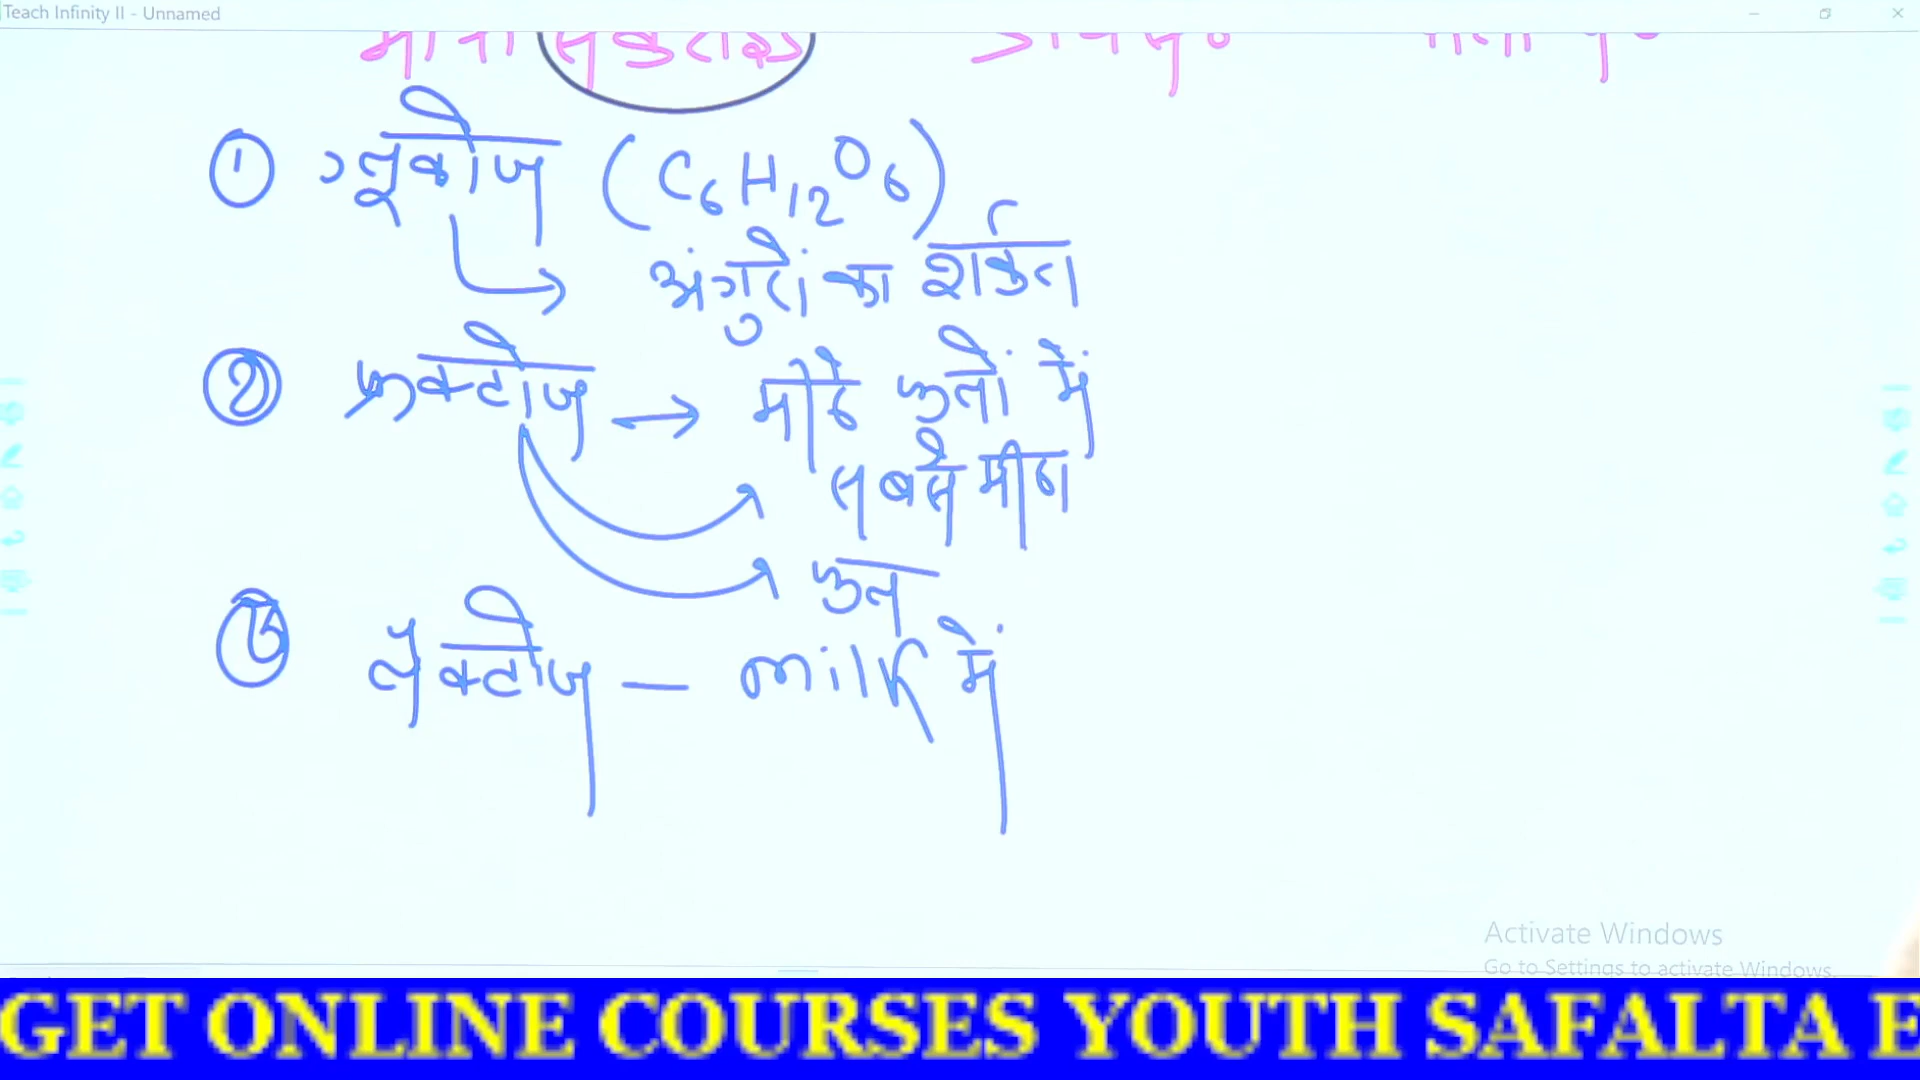 Teach Infinity II - Unnamed
① ग्लूकोज (C6H12O6)
अंगुरों का शर्करा
② फ्रक्टोज → मीठे फलों में
सबसे मीठा
फल
③ लैक्टोज — milk में
Activate Windows
Go to Settings to activate Windows.
GET ONLINE COURSES YOUTH SAFALTA E